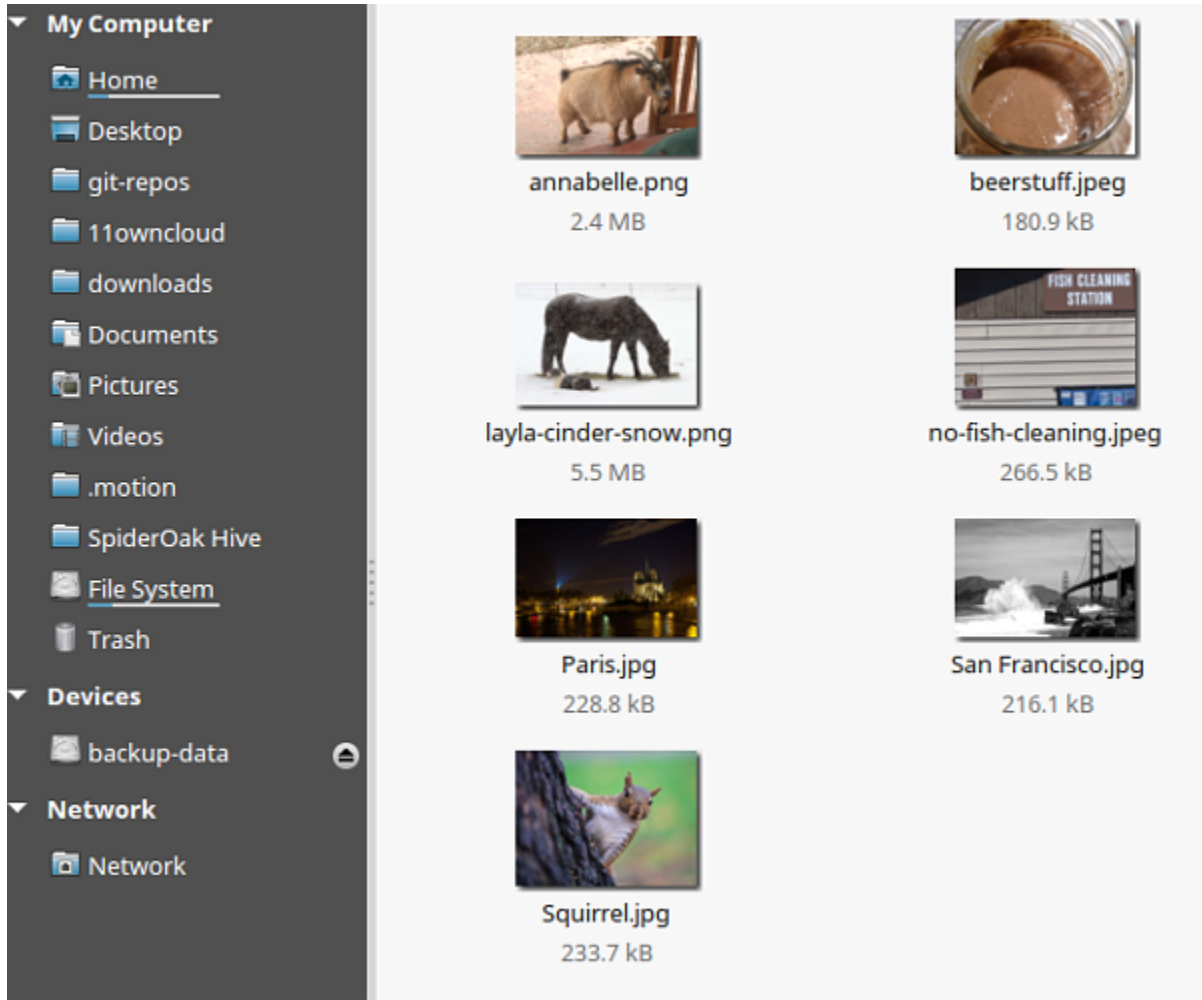 My Computer
Home
Desktop
git-repos
11owncloud
downloads
Documents
Pictures
Videos
.motion
SpiderOak Hive
File System
Trash
Devices
backup-data
Network
Network
annabelle.png
2.4 MB
beerstuff.jpeg
180.9 kB
FISH CLEANING
STATION
layla-cinder-snow.png
5.5 MB
no-fish-cleaning.jpeg
266.5 kB
Paris.jpg
228.8 kB
San Francisco.jpg
216.1 kB
Squirrel.jpg
233.7 kB